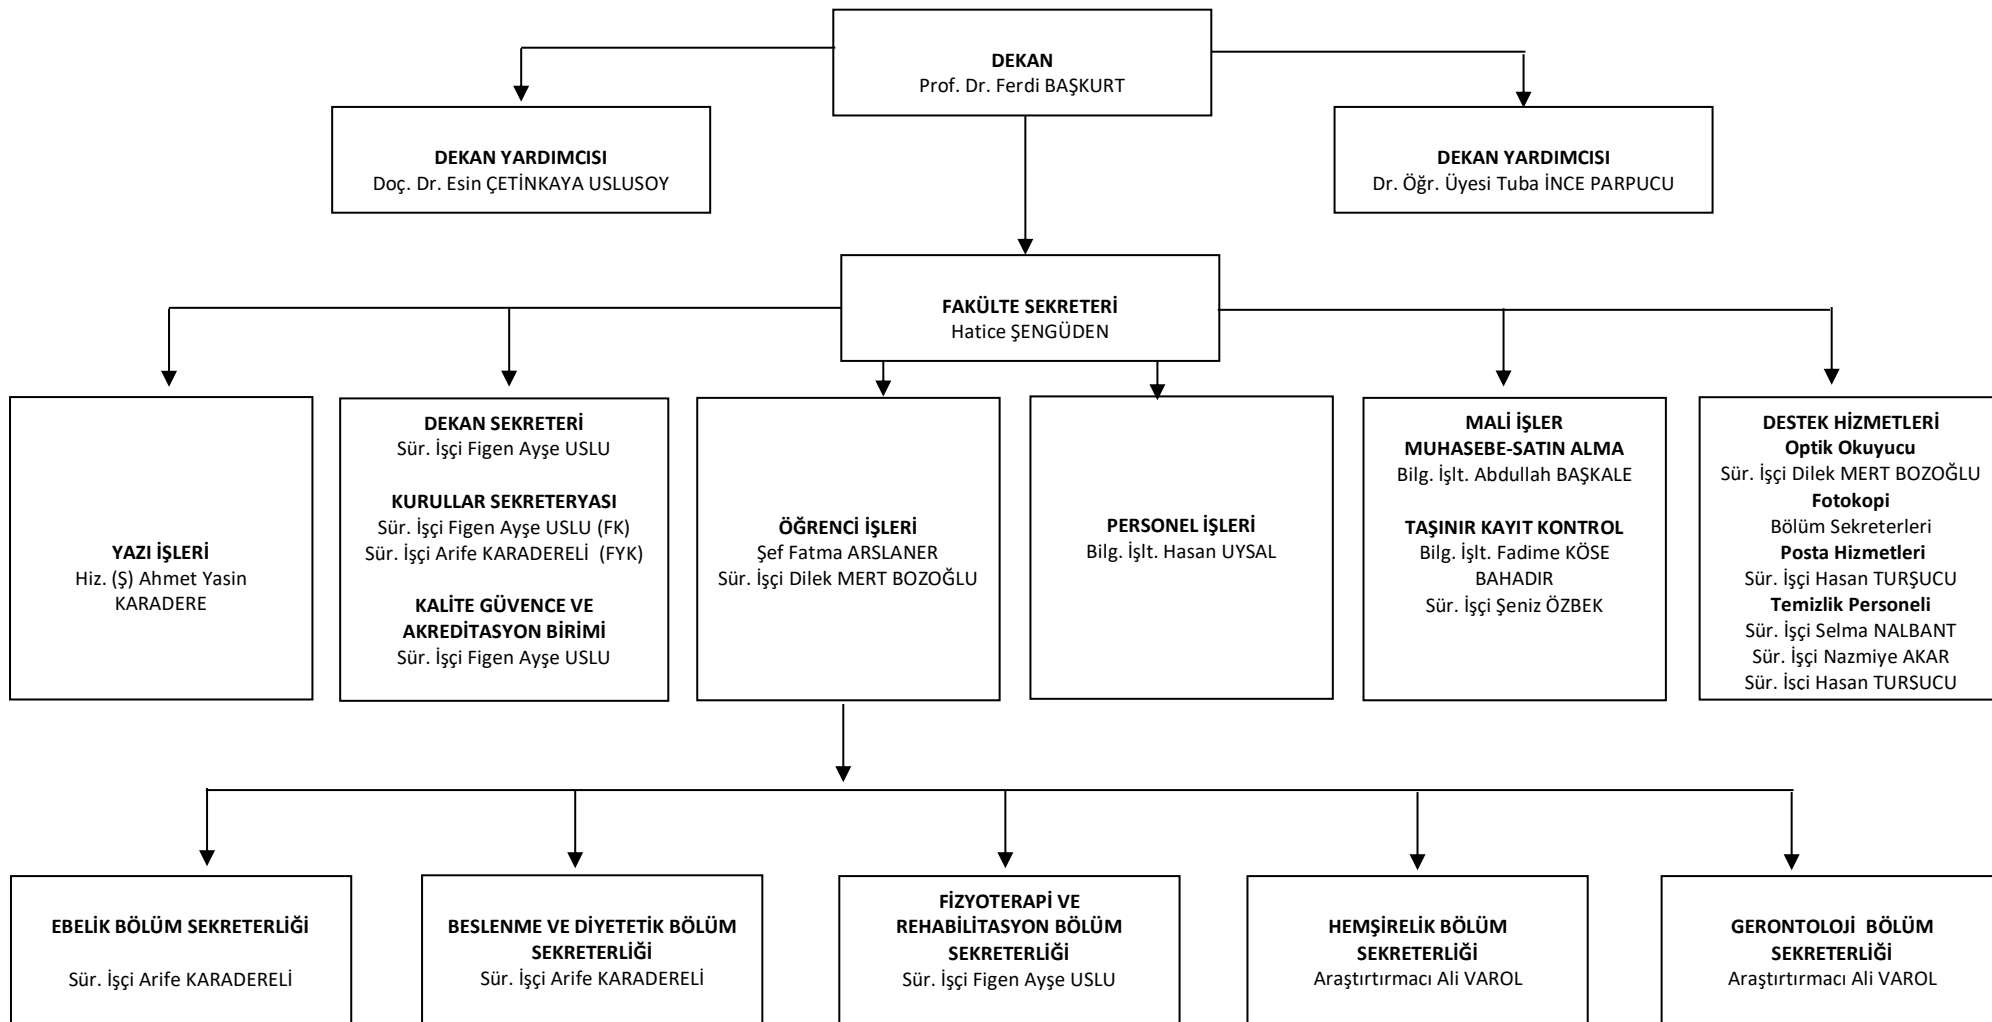 DEKAN
Prof. Dr. Ferdi BAŞKURT
DEKAN YARDIMCISI
Doç. Dr. Esin ÇETİNKAYA USLUSOY
DEKAN YARDIMCISI
Dr. Öğr. Üyesi Tuba İNCE PARPUCU
FAKÜLTE SEKRETERİ
Hatice ŞENGÜDEN
YAZI İŞLERİ
Hiz. (Ş) Ahmet Yasin
KARADERE
DEKAN SEKRETERİ
Sür. İşçi Figen Ayşe USLU
KURULLAR SEKRETERYASI
Sür. İşçi Figen Ayşe USLU (FK)
Sür. İşçi Arife KARADERELİ (FYK)
KALİTE GÜVENCE VE
AKREDİTASYON BİRİMİ
Sür. İşçi Figen Ayşe USLU
ÖĞRENCİ İŞLERİ
Şef Fatma ARSLANER
Sür. İşçi Dilek MERT BOZOĞLU
PERSONEL İŞLERİ
Bilg. İşlt. Hasan UYSAL
MALİ İŞLER
MUHASEBE-SATIN ALMA
Bilg. İşlt. Abdullah BAŞKALE
TAŞINIR KAYIT KONTROL
Bilg. İşlt. Fadime KÖSE
BAHADIR
Sür. İşçi Şeniz ÖZBEK
DESTEK HİZMETLERİ
Optik Okuyucu
Sür. İşçi Dilek MERT BOZOĞLU
Fotokopi
Bölüm Sekreterleri
Posta Hizmetleri
Sür. İşçi Hasan TURŞUCU
Temizlik Personeli
Sür. İşçi Selma NALBANT
Sür. İşçi Nazmiye AKAR
Sür. İşçi Hasan TURŞUCU
EBELİK BÖLÜM SEKRETERLİĞİ
Sür. İşçi Arife KARADERELİ
BESLENME VE DİYETETİK BÖLÜM
SEKRETERLİĞİ
Sür. İşçi Arife KARADERELİ
FİZYOTERAPİ VE
REHABİLİTASYON BÖLÜM
SEKRETERLİĞİ
Sür. İşçi Figen Ayşe USLU
HEMŞİRELİK BÖLÜM
SEKRETERLİĞİ
Araştırtırmacı Ali VAROL
GERONTOLOJİ BÖLÜM
SEKRETERLİĞİ
Araştırtırmacı Ali VAROL